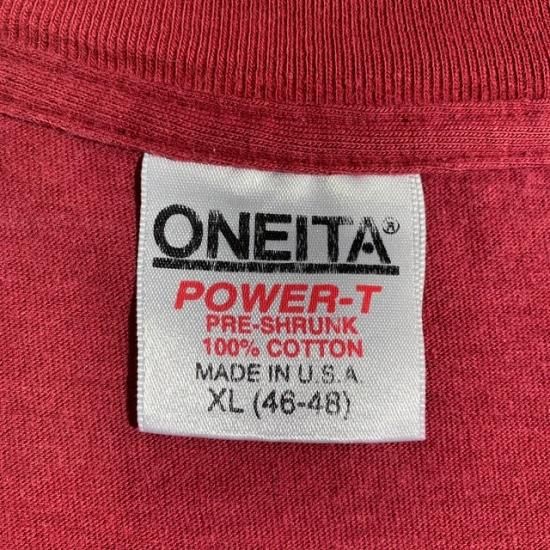 ONEITA®
POWER-T
PRE-SHRUNK
100% COTTON
MADE IN U.S.A
XL (46-48)